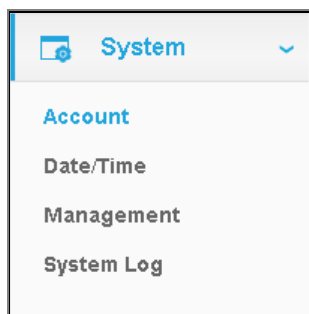 System
Account
Date/Time
Management
System Log